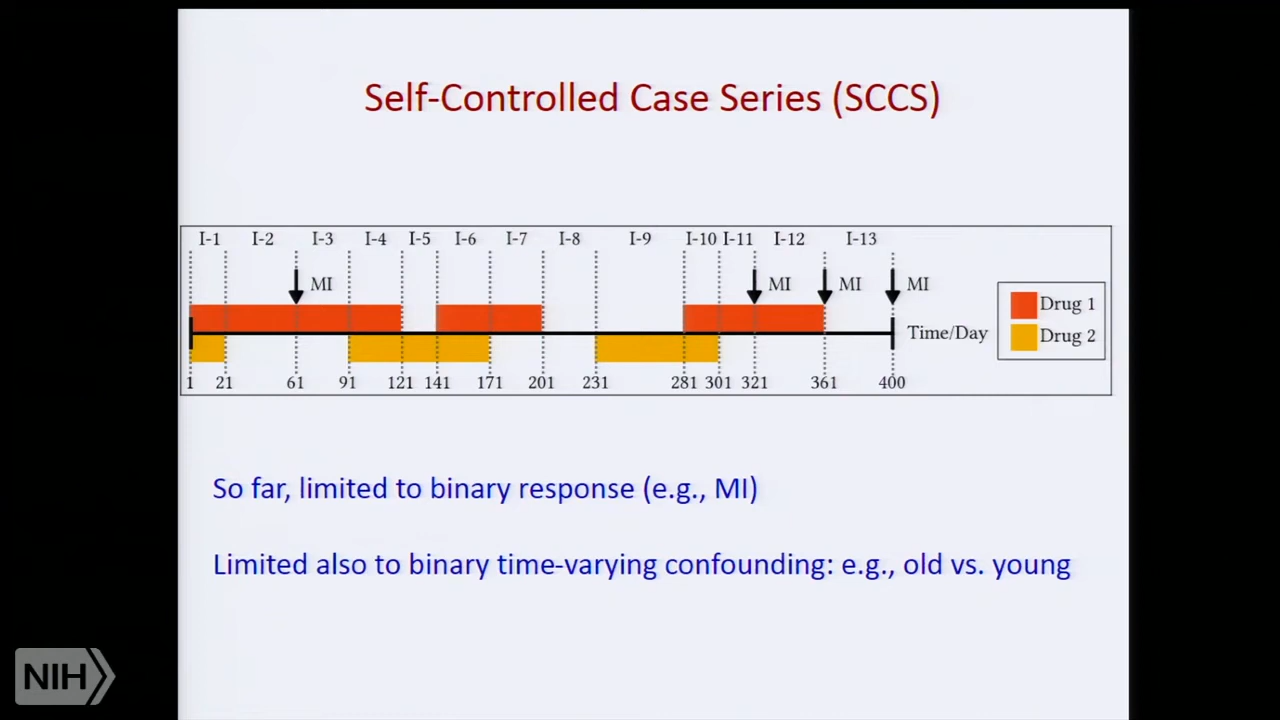 Self-Controlled Case Series (SCCS)
I-1 I-2 I-3 I-4 I-5 I-6 I-7 I-8 I-9 I-10 I-11 I-12 I-13
MI MI MI MI
Drug 1
Time/Day
Drug 2
1 21 61 91 121 141 171 201 231 281 301 321 361 400
So far, limited to binary response (e.g., MI)
Limited also to binary time-varying confounding: e.g., old vs. young
NIH